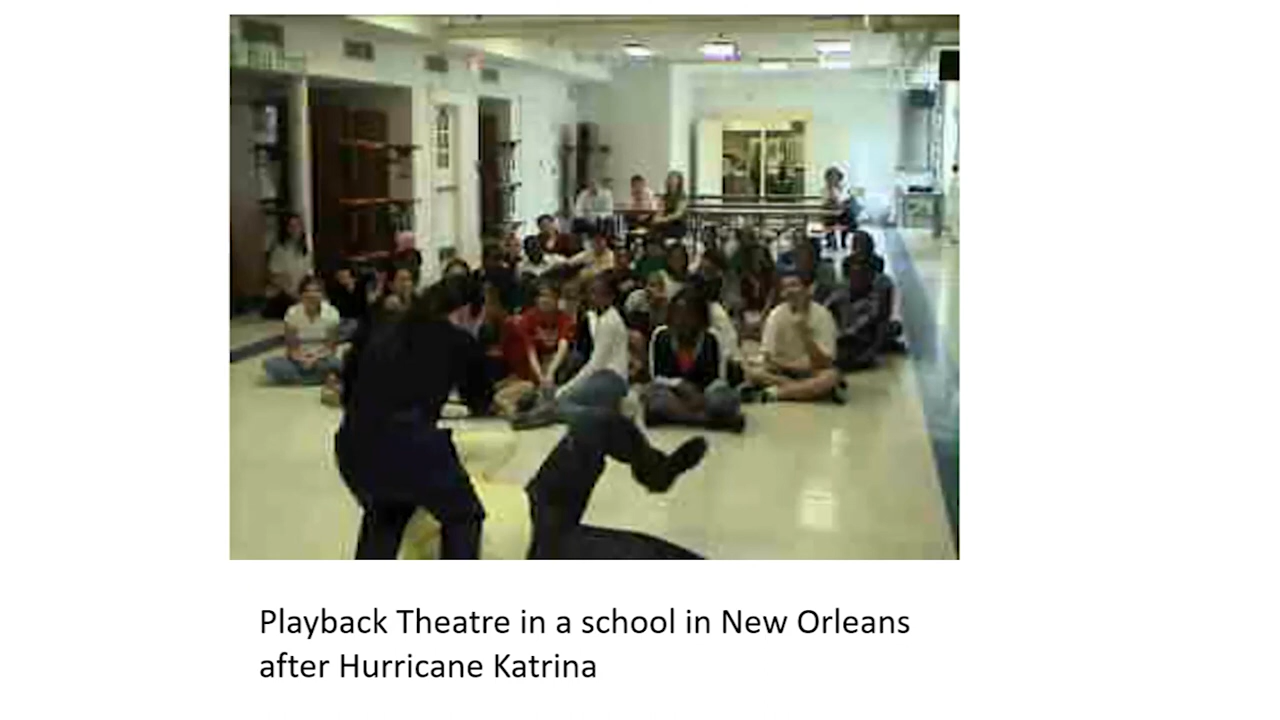 Playback Theatre in a school in New Orleans
after Hurricane Katrina